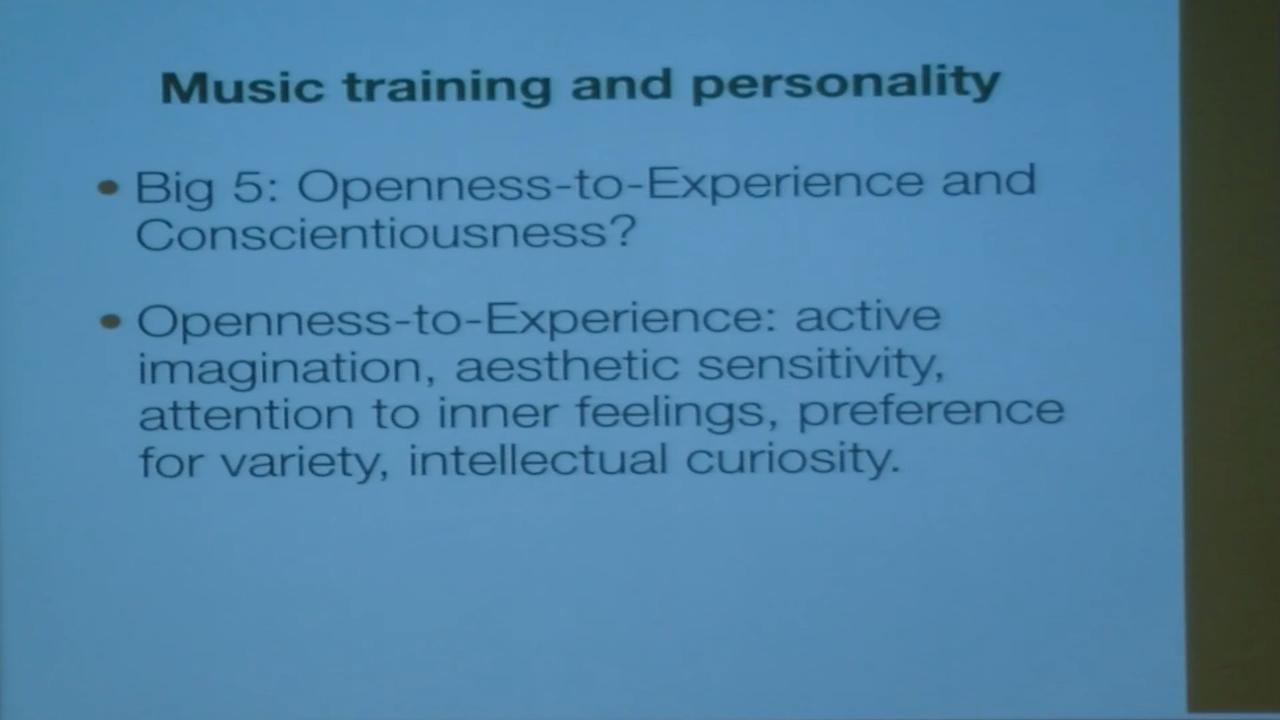 Music training and personality
• Big 5: Openness-to-Experience and
Conscientiousness?
• Openness-to-Experience: active
imagination, aesthetic sensitivity,
attention to inner feelings, preference
for variety, intellectual curiosity.